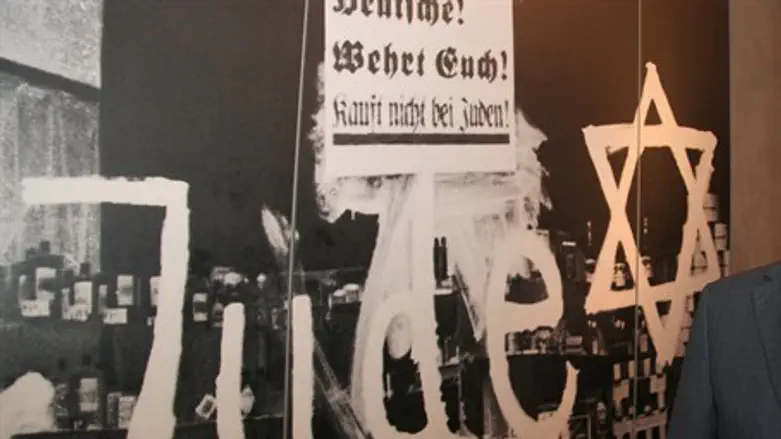 Deutsche!
Wehrt Euch!
Kauft nicht bei Juden!
Jude